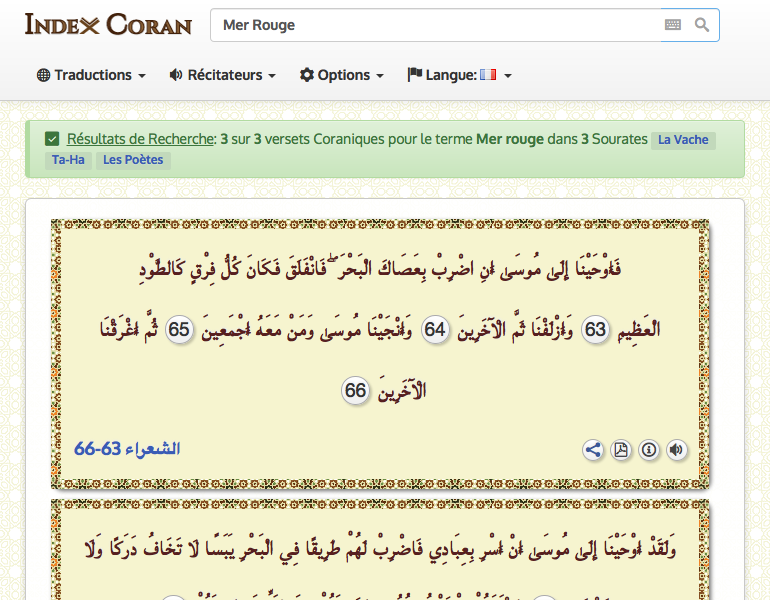 INDEX CORAN
Mer Rouge
Traductions Récitateurs Options Langue:
Résultats de Recherche: 3 sur 3 versets Coraniques pour le terme Mer rouge dans 3 Sourates La Vache
Ta-Ha Les Poètes
فَأَوْحَيْنَا إِلَىٰ مُوسَىٰ أَنِ اضْرِبْ بِعَصَاكَ الْبَحْرَ ۖ فَانْفَلَقَ فَكَانَ كُلُّ فِرْقٍ كَالطَّوْدِ
الْعَظِيمِ 63 وَأَزْلَفْنَا ثَمَّ الْآخَرِينَ 64 وَأَنْجَيْنَا مُوسَىٰ وَمَنْ مَعَهُ أَجْمَعِينَ 65 ثُمَّ أَغْرَقْنَا
الْآخَرِينَ 66
الشعراء 63-66
وَلَقَدْ أَوْحَيْنَا إِلَىٰ مُوسَىٰ أَنْ أَسْرِ بِعِبَادِي فَاضْرِبْ لَهُمْ طَرِيقًا فِي الْبَحْرِ يَبَسًا لَا تَخَافُ دَرَكًا وَلَا